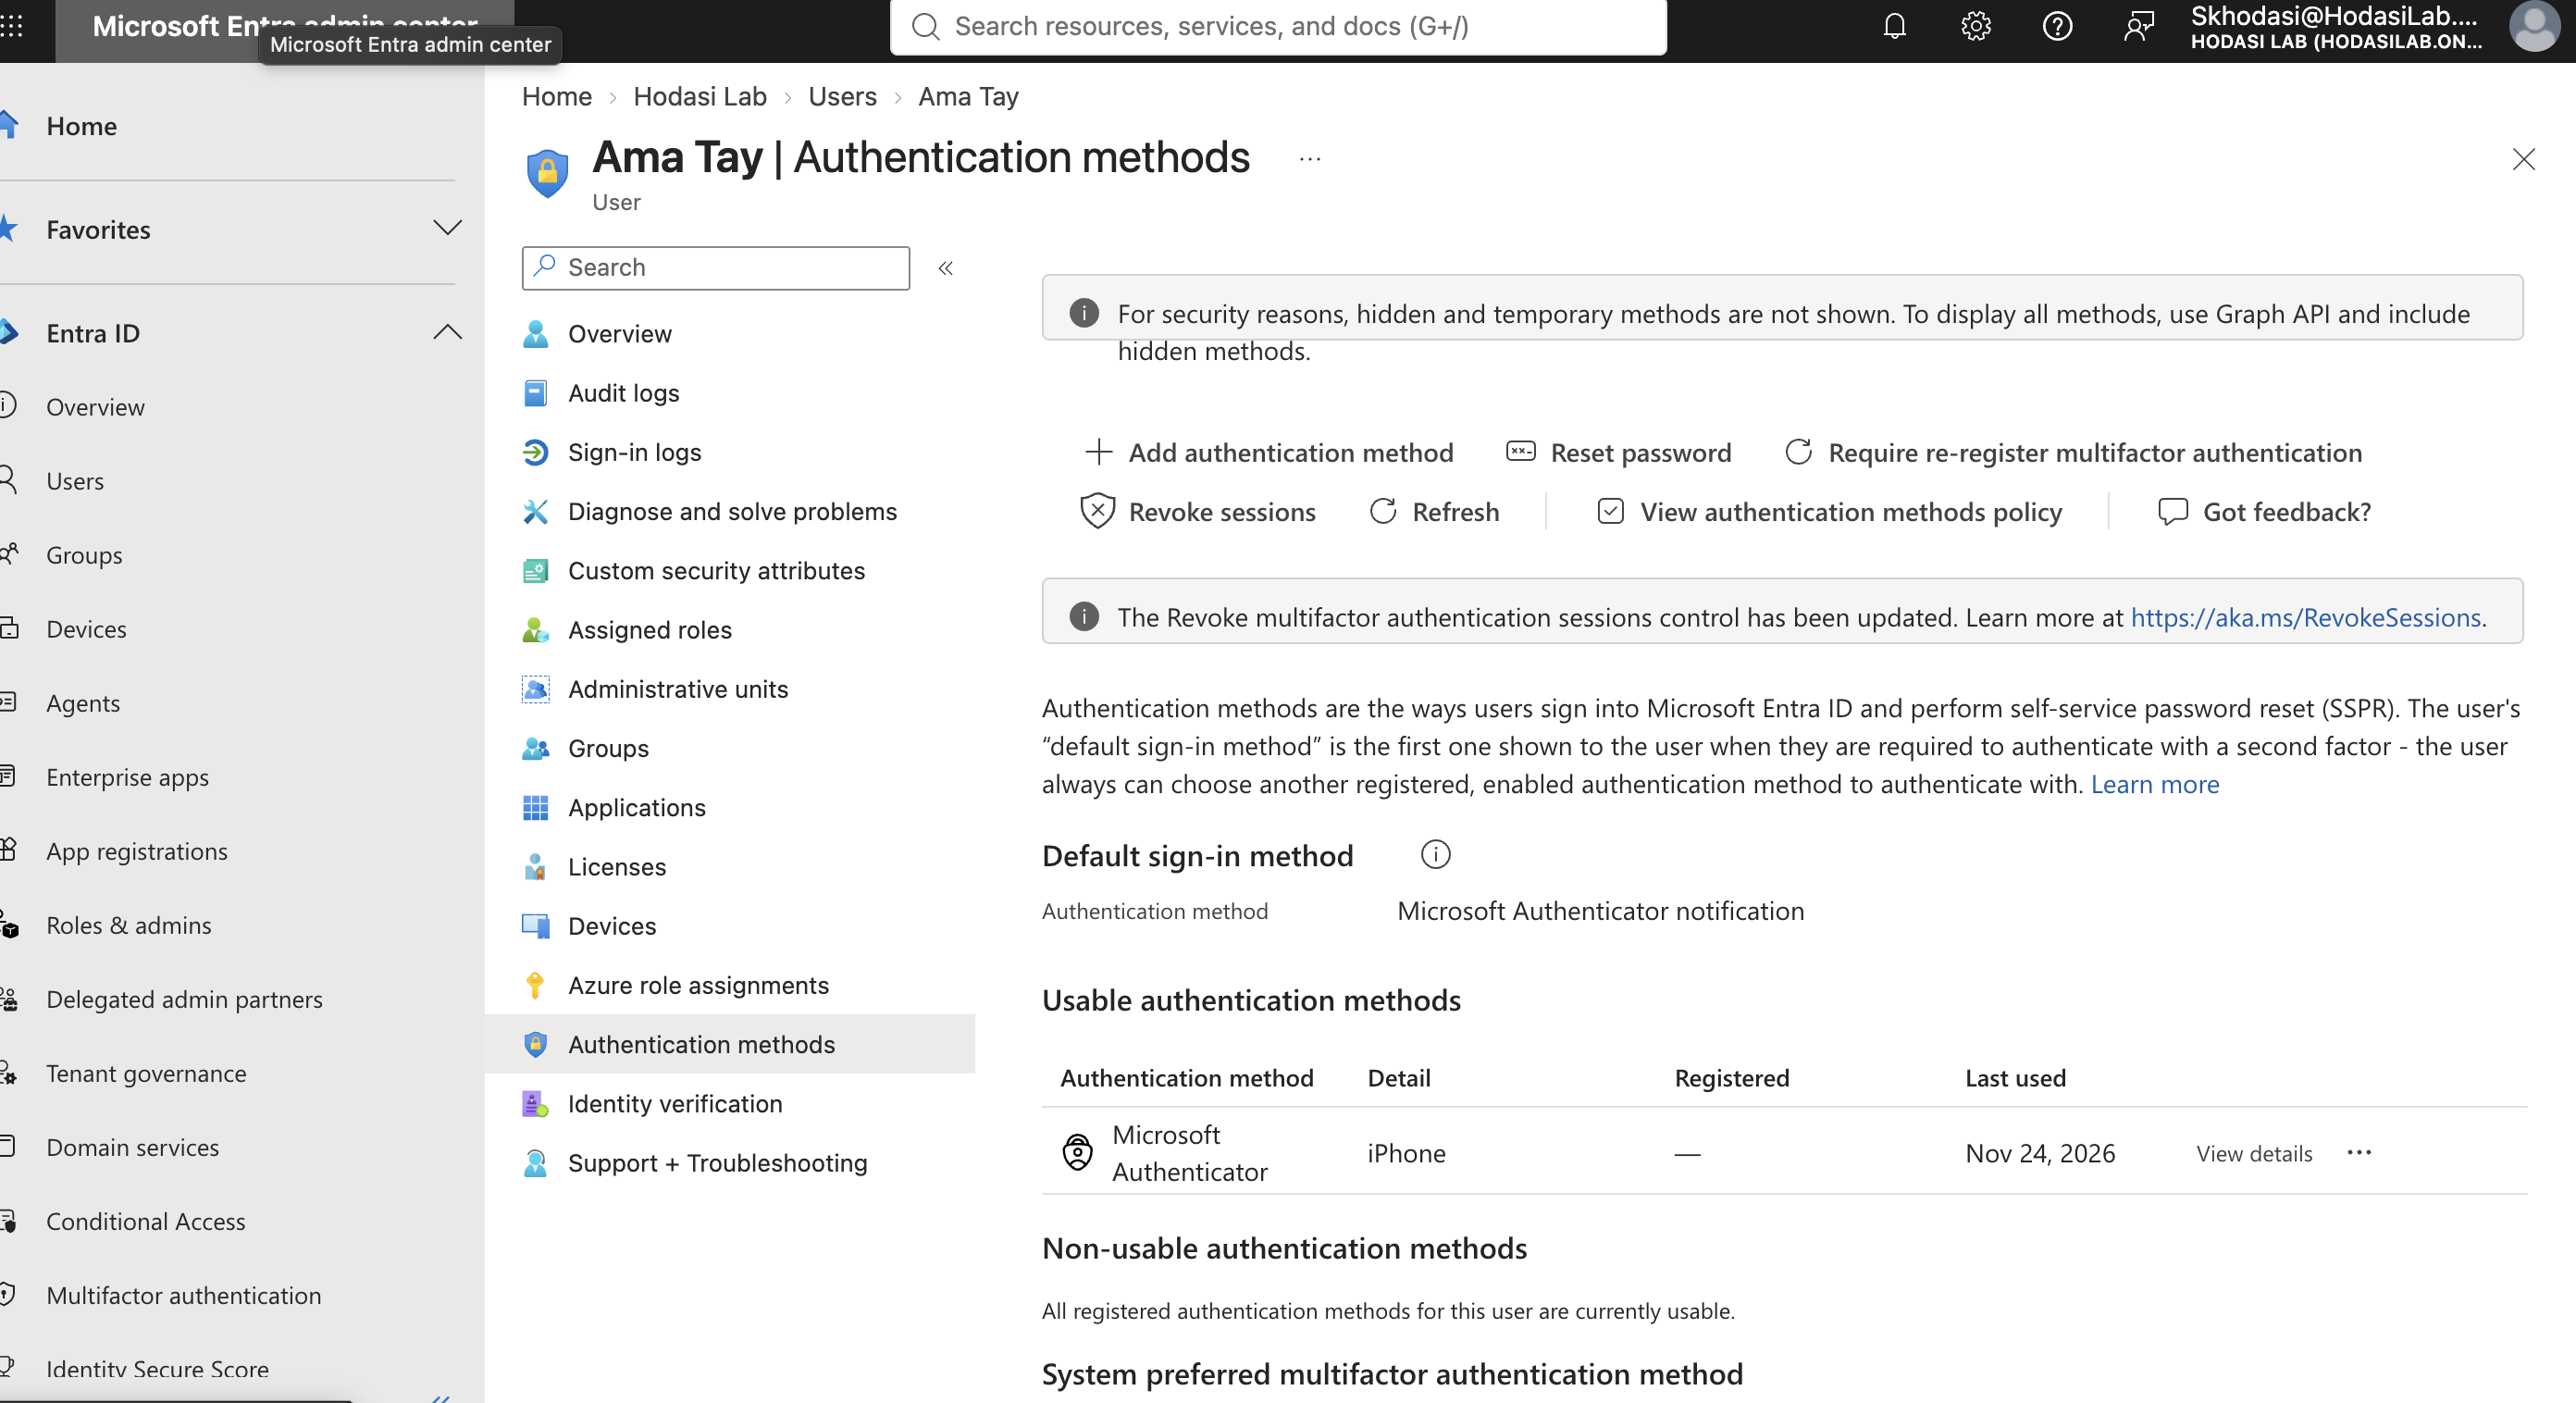 Microsoft Entra admin center
Microsoft Entra admin center
Search resources, services, and docs (G+/)
Skhodasi@HodasiLab....
HODASI LAB (HODASILAB.ON...
Home
Favorites
Entra ID
Overview
Users
Groups
Devices
Agents
Enterprise apps
App registrations
Roles & admins
Delegated admin partners
Tenant governance
Domain services
Conditional Access
Multifactor authentication
Identity Secure Score
Home > Hodasi Lab > Users > Ama Tay
Ama Tay | Authentication methods ...
User
Search
Overview
Audit logs
Sign-in logs
Diagnose and solve problems
Custom security attributes
Assigned roles
Administrative units
Groups
Applications
Licenses
Devices
Azure role assignments
Authentication methods
Identity verification
Support + Troubleshooting
For security reasons, hidden and temporary methods are not shown. To display all methods, use Graph API and include
hidden methods.
Add authentication method Reset password Require re-register multifactor authentication
Revoke sessions Refresh View authentication methods policy Got feedback?
The Revoke multifactor authentication sessions control has been updated. Learn more at https://aka.ms/RevokeSessions.
Authentication methods are the ways users sign into Microsoft Entra ID and perform self-service password reset (SSPR). The user's
“default sign-in method” is the first one shown to the user when they are required to authenticate with a second factor - the user
always can choose another registered, enabled authentication method to authenticate with. Learn more
Default sign-in method
Authentication method Microsoft Authenticator notification
Usable authentication methods
Authentication method Detail Registered Last used
Microsoft
Authenticator iPhone — Nov 24, 2026 View details ...
Non-usable authentication methods
All registered authentication methods for this user are currently usable.
System preferred multifactor authentication method